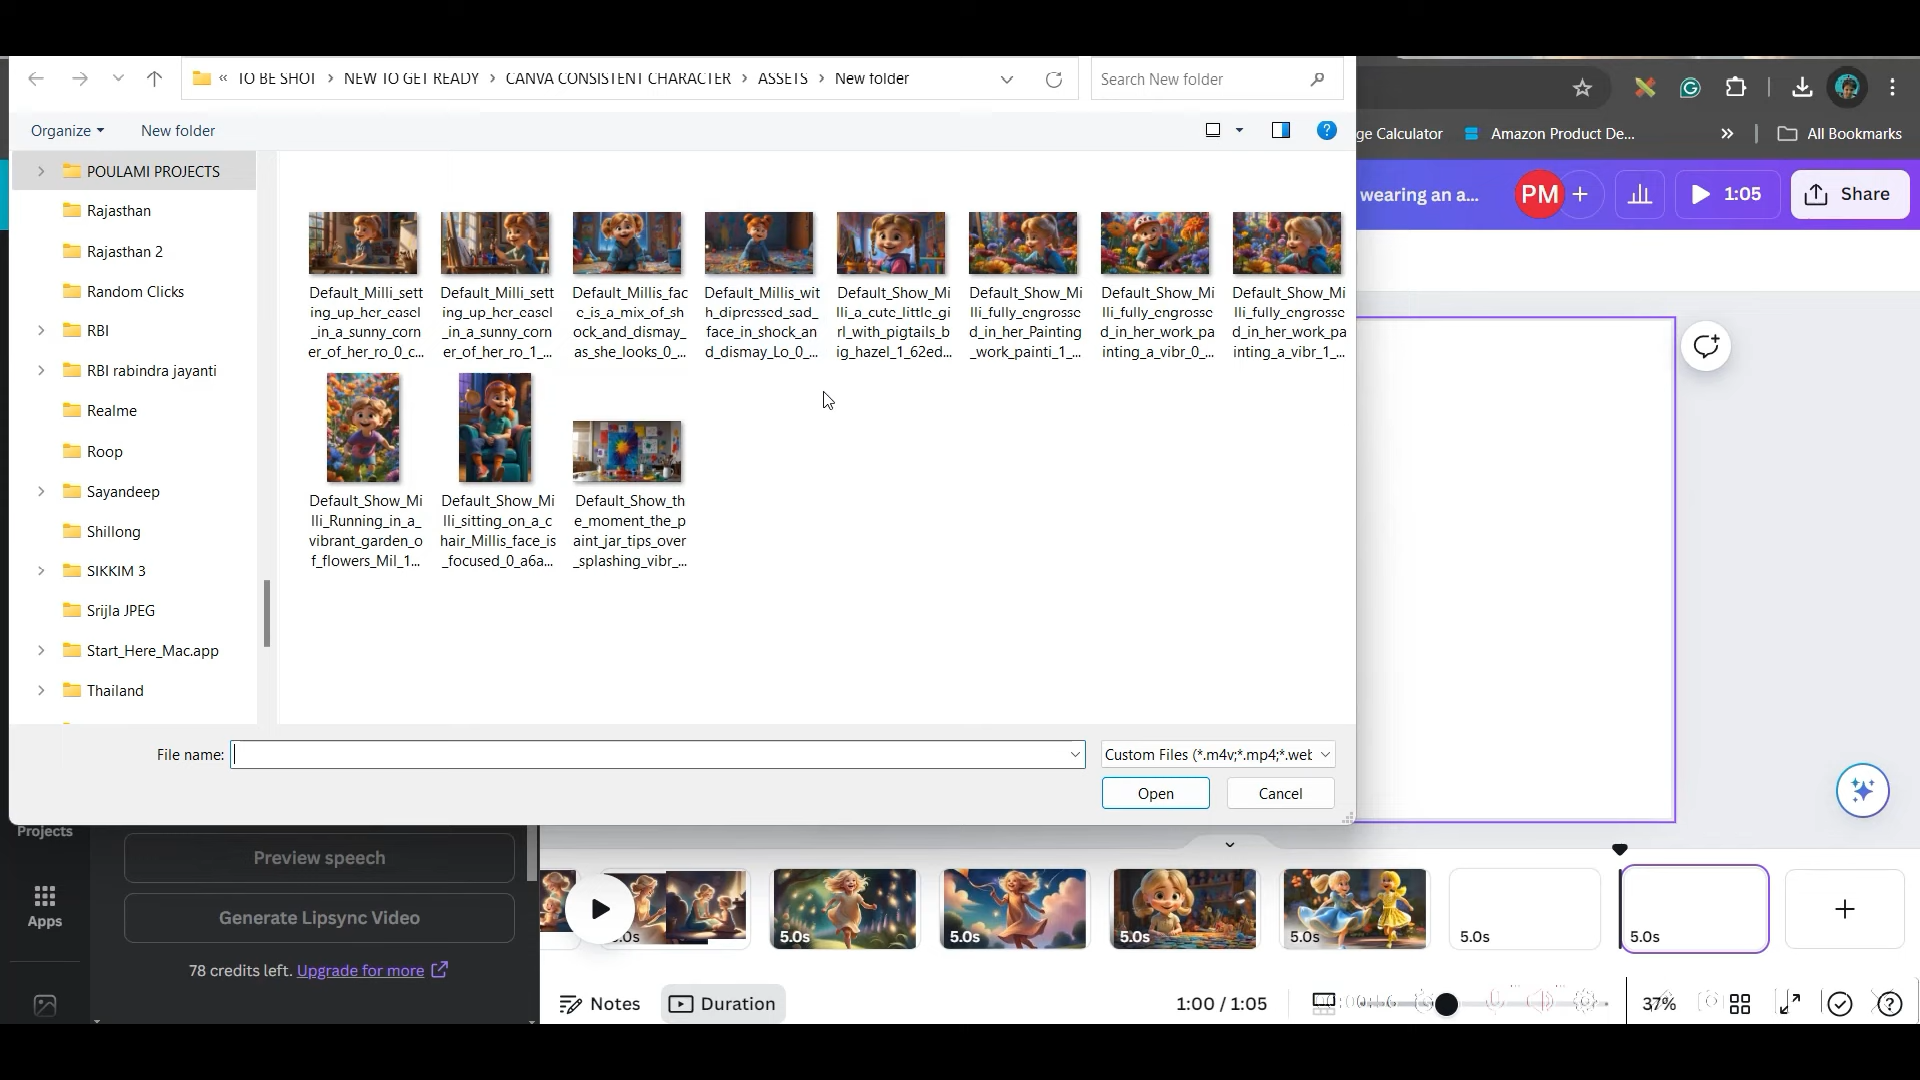 « TO BE SHOT > NEW TO GET READY > CANVA CONSISTENT CHARACTER > ASSETS > New folder
Search New folder
Organize
New folder
ge Calculator
Amazon Product De...
»
All Bookmarks
wearing an a...
PM
+
1:05
Share
POULAMI PROJECTS
Rajasthan
Rajasthan 2
Random Clicks
RBI
RBI rabindra jayanti
Realme
Roop
Sayandeep
Shillong
SIKKIM 3
Srijla JPEG
Start_Here_Mac.app
Thailand
Default_Milli_sett
ing_up_her_easel
_in_a_sunny_corn
er_of_her_ro_0_c...
Default_Milli_sett
ing_up_her_easel
_in_a_sunny_corn
er_of_her_ro_1_...
Default_Millis_fac
e_is_a_mix_of_sh
ock_and_dismay_
as_she_looks_0_...
Default_Millis_wit
h_dipressed_sad_
face_in_shock_an
d_dismay_Lo_0_...
Default_Show_Mi
lli_a_cute_little_gi
rl_with_pigtails_b
ig_hazel_1_62ed...
Default_Show_Mi
lli_fully_engrosse
d_in_her_Painting
_work_painti_1_...
Default_Show_Mi
lli_fully_engrosse
d_in_her_work_pa
inting_a_vibr_0_...
Default_Show_Mi
lli_fully_engrosse
d_in_her_work_pa
inting_a_vibr_1_...
Default_Show_Mi
lli_Running_in_a_
vibrant_garden_o
f_flowers_Mil_1...
Default_Show_Mi
lli_sitting_on_a_c
hair_Millis_face_is
_focused_0_a6a...
Default_Show_th
e_moment_the_p
aint_jar_tips_over
_splashing_vibr_...
File name:
Custom Files (*.m4v;*.mp4;*.web
Open
Cancel
Projects
Preview speech
Generate Lipsync Video
Apps
78 credits left. Upgrade for more
5.0s
5.0s
5.0s
5.0s
5.0s
5.0s
5.0s
Notes
Duration
1:00 / 1:05
37%